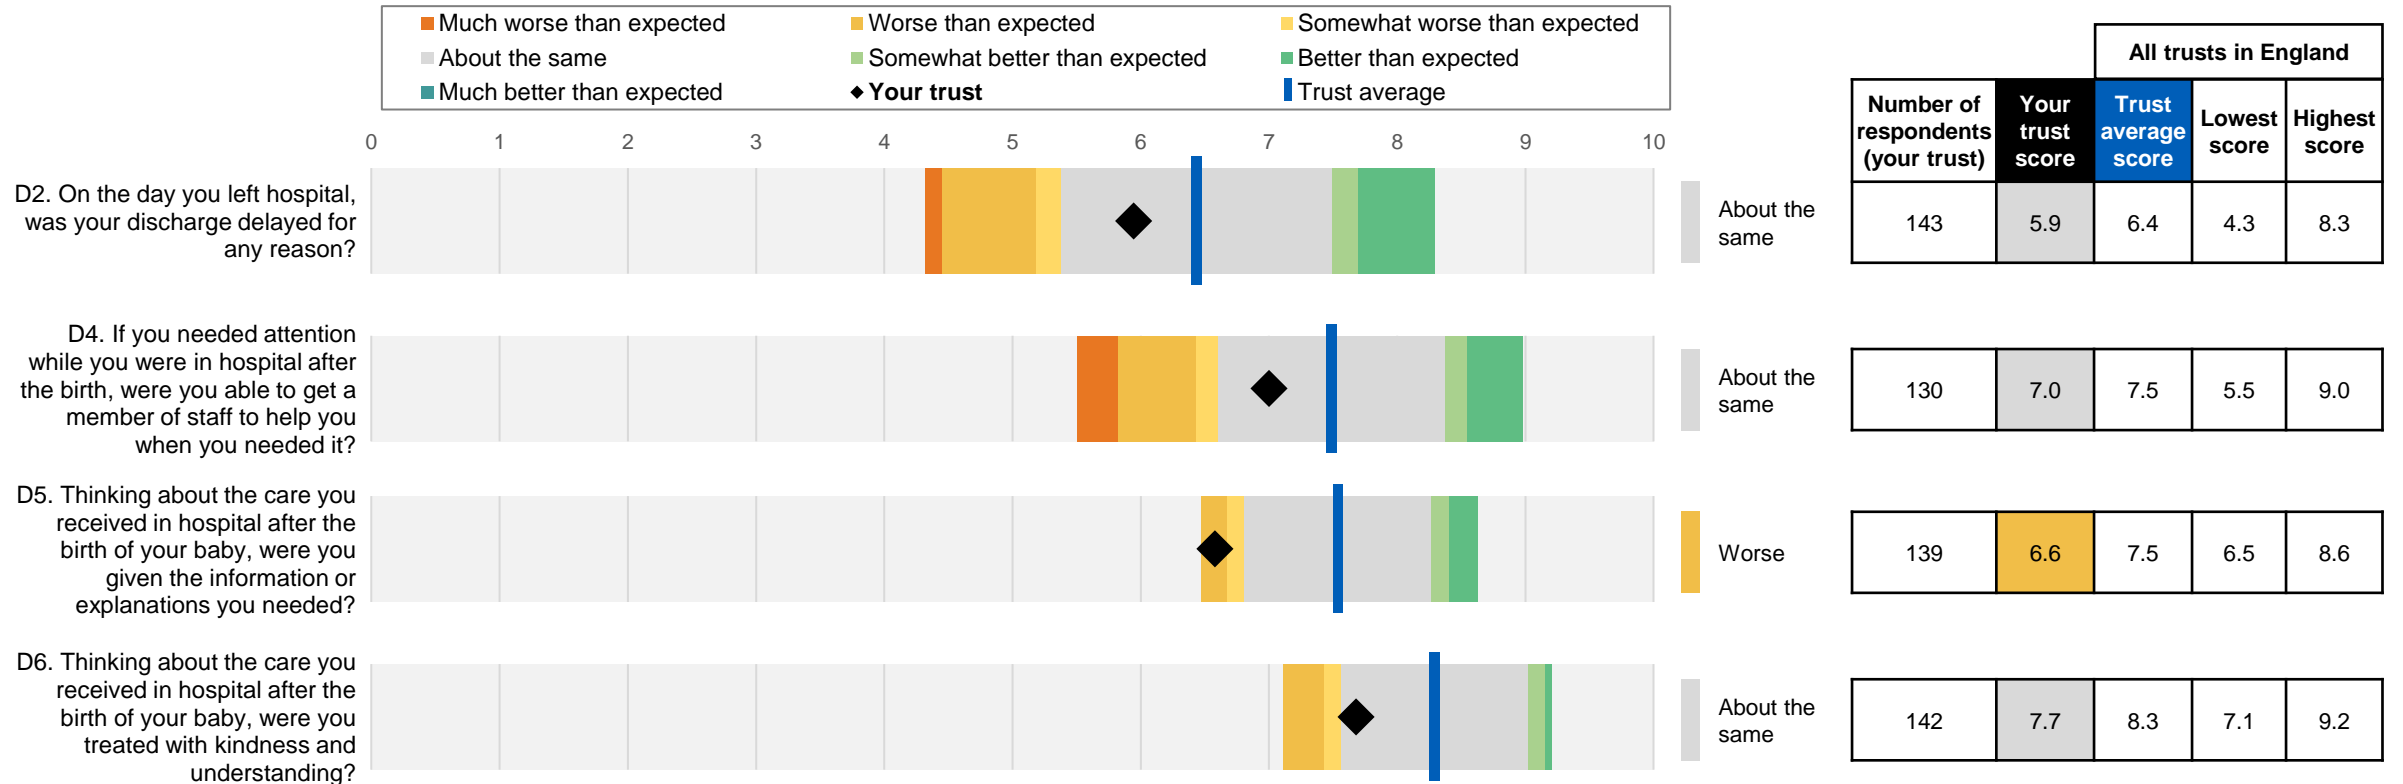 Much worse than expected
Worse than expected
Somewhat worse than expected
About the same
Somewhat better than expected
Better than expected
Much better than expected
Your trust
Trust average
All trusts in England
Number of
respondents
(your trust)
Your
trust
score
Trust
average
score
Lowest
score
Highest
score
0 1 2 3 4 5 6 7 8 9 10
D2. On the day you left hospital,
was your discharge delayed for
any reason?
About the
same
143 5.9 6.4 4.3 8.3
D4. If you needed attention
while you were in hospital after
the birth, were you able to get a
member of staff to help you
when you needed it?
About the
same
130 7.0 7.5 5.5 9.0
D5. Thinking about the care you
received in hospital after the
birth of your baby, were you
given the information or
explanations you needed?
Worse
139 6.6 7.5 6.5 8.6
D6. Thinking about the care you
received in hospital after the
birth of your baby, were you
treated with kindness and
understanding?
About the
same
142 7.7 8.3 7.1 9.2